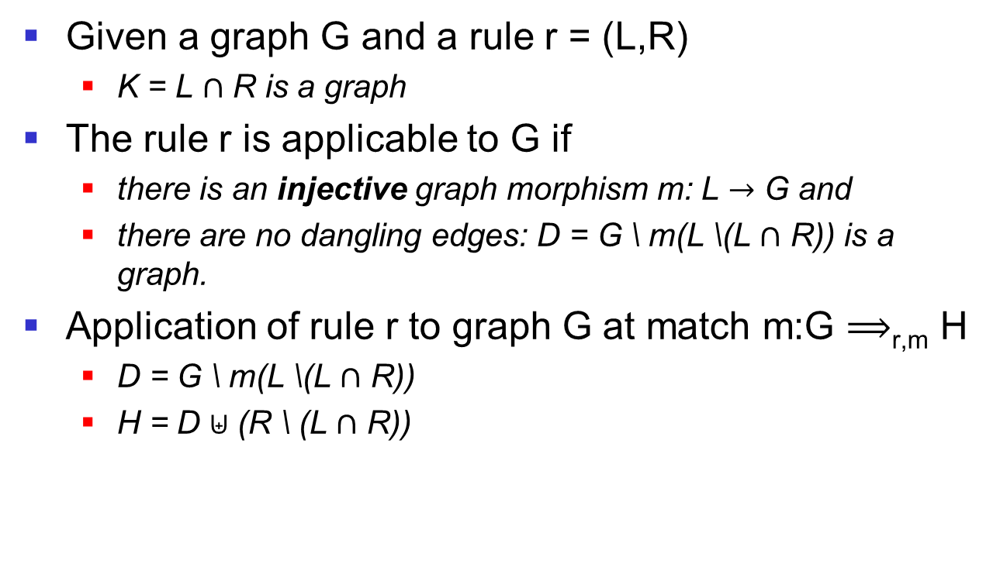 Given a graph G and a rule r = (L,R)
K = L ∩ R is a graph
The rule r is applicable to G if
there is an injective graph morphism m: L → G and
there are no dangling edges: D = G \ m(L \(L ∩ R)) is a
graph.
Application of rule r to graph G at match m:G ⟹r,m H
D = G \ m(L \(L ∩ R))
H = D ⊎ (R \ (L ∩ R))